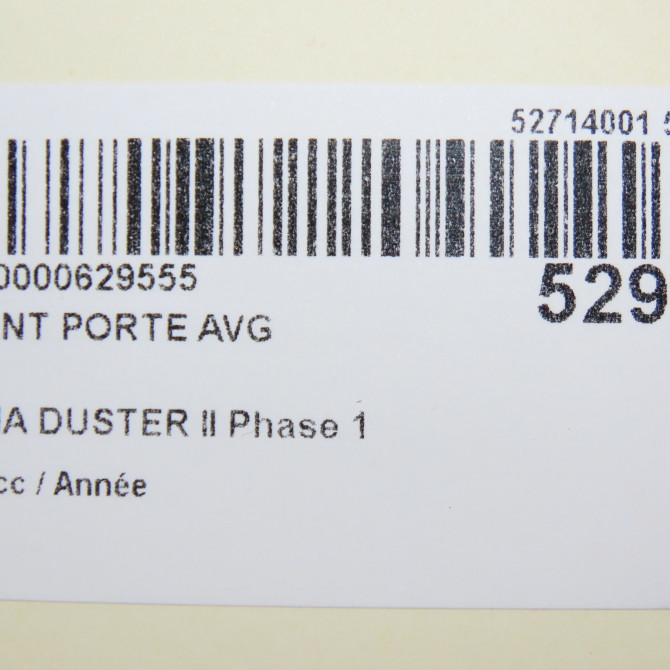 52714001 5
0000629555
529
NT PORTE AVG
IA DUSTER II Phase 1
cc / Année